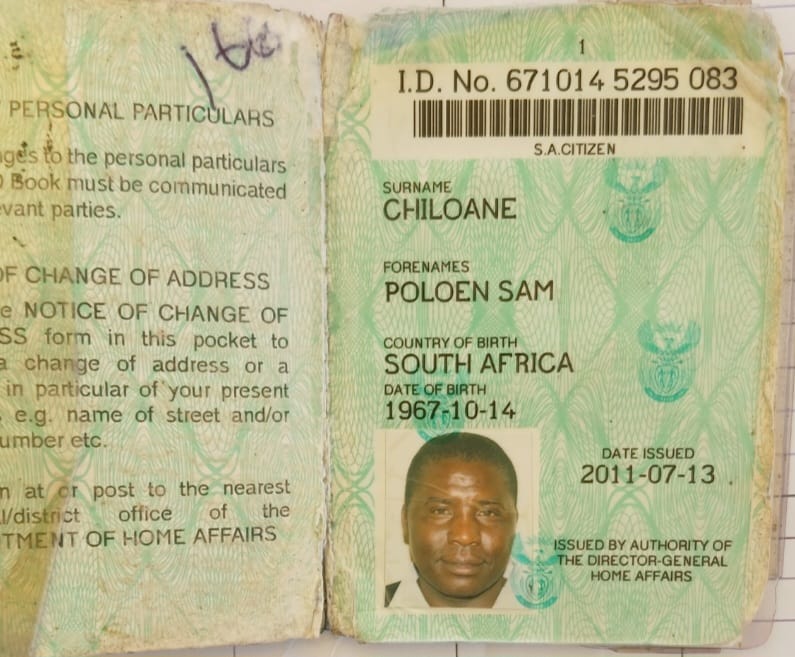 166
PERSONAL PARTICULARS
to the personal particulars
Book must be communicated
vant parties.
OF CHANGE OF ADDRESS
NOTICE OF CHANGE OF
SS form in this pocket to
a change of address or a
in particular of your present
e.g. name of street and/or
umber etc.
at or post to the nearest
l/district office of the
TMENT OF HOME AFFAIRS
1
I.D. No. 671014 5295 083
S.A.CITIZEN
SURNAME
CHILOANE
FORENAMES
POLOEN SAM
COUNTRY OF BIRTH
SOUTH AFRICA
DATE OF BIRTH
1967-10-14
DATE ISSUED
2011-07-13
ISSUED BY AUTHORITY OF
THE DIRECTOR-GENERAL
HOME AFFAIRS